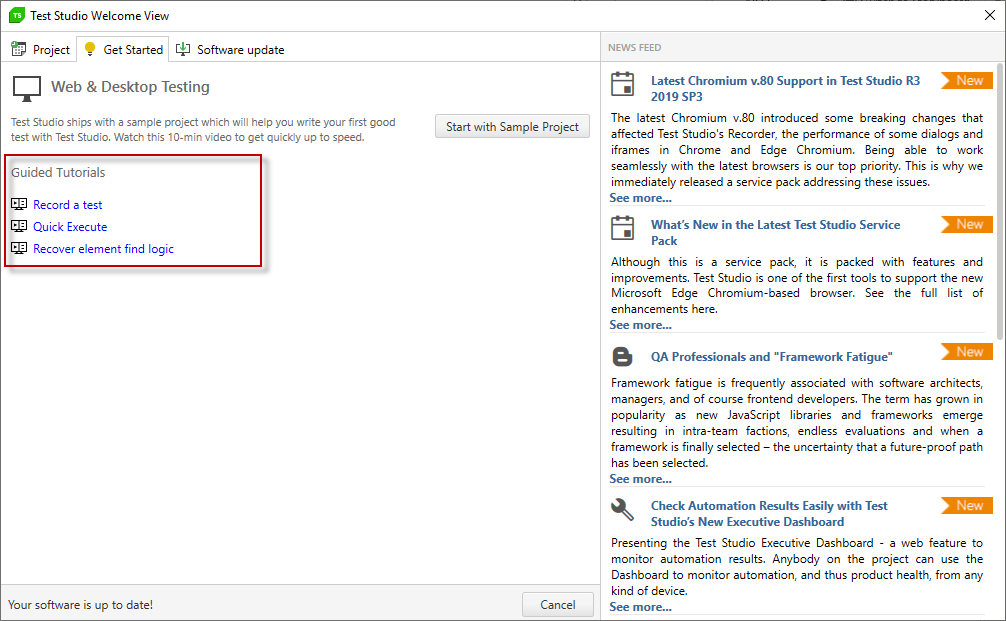 TS Test Studio Welcome View
Project Get Started Software update
Web & Desktop Testing
Test Studio ships with a sample project which will help you write your first good
test with Test Studio. Watch this 10-min video to get quickly up to speed.
Start with Sample Project
Guided Tutorials
Record a test
Quick Execute
Recover element find logic
Your software is up to date!
Cancel
NEWS FEED
Latest Chromium v.80 Support in Test Studio R3
2019 SP3
New
The latest Chromium v.80 introduced some breaking changes that
affected Test Studio's Recorder, the performance of some dialogs and
iframes in Chrome and Edge Chromium. Being able to work
seamlessly with the latest browsers is our top priority. This is why we
immediately released a service pack addressing these issues.
See more...
What's New in the Latest Test Studio Service
Pack
New
Although this is a service pack, it is packed with features and
improvements. Test Studio is one of the first tools to support the new
Microsoft Edge Chromium-based browser. See the full list of
enhancements here.
See more...
QA Professionals and "Framework Fatigue"
New
Framework fatigue is frequently associated with software architects,
managers, and of course frontend developers. The term has grown in
popularity as new JavaScript libraries and frameworks emerge
resulting in intra-team factions, endless evaluations and when a
framework is finally selected – the uncertainty that a future-proof path
has been selected.
See more...
Check Automation Results Easily with Test
Studio's New Executive Dashboard
New
Presenting the Test Studio Executive Dashboard - a web feature to
monitor automation results. Anybody on the project can use the
Dashboard to monitor automation, and thus product health, from any
kind of device.
See more...